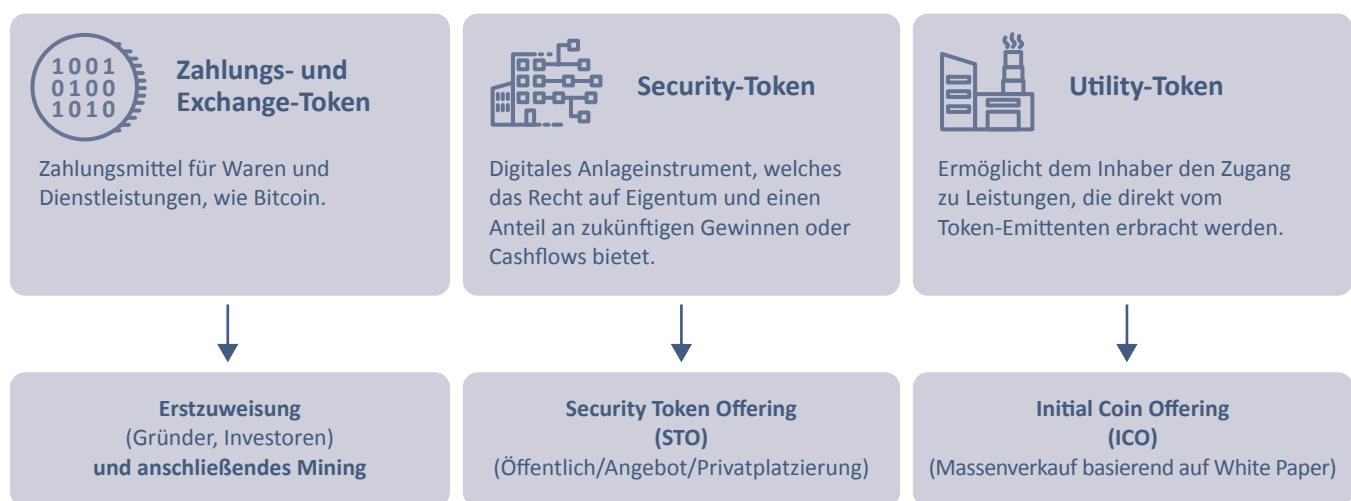 1001
0100
1010
Zahlungs- und
Exchange-Token
Zahlungsmittel für Waren und
Dienstleistungen, wie Bitcoin.
Security-Token
Digitales Anlageinstrument, welches
das Recht auf Eigentum und einen
Anteil an zukünftigen Gewinnen oder
Cashflows bietet.
Utility-Token
Ermöglicht dem Inhaber den Zugang
zu Leistungen, die direkt vom
Token-Emittenten erbracht werden.
Erstzuweisung
(Gründer, Investoren)
und anschließendes Mining
Security Token Offering
(STO)
(Öffentlich/Angebot/Privatplatzierung)
Initial Coin Offering
(ICO)
(Massenverkauf basierend auf White Paper)